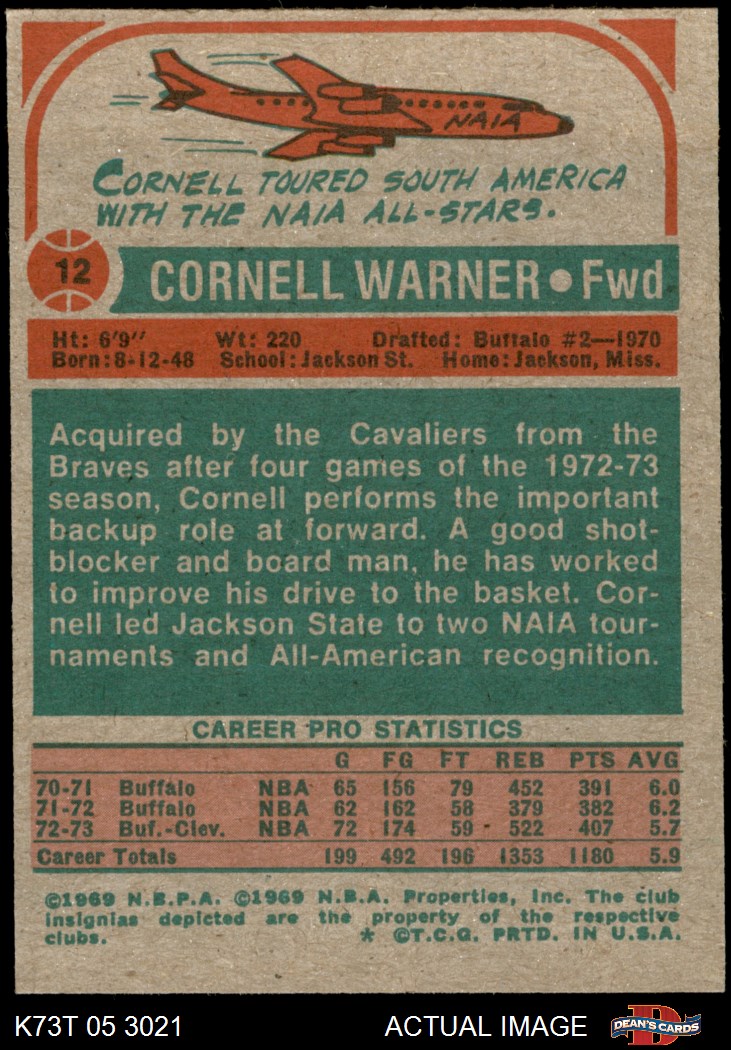 NAIA
CORNELL TOURED SOUTH AMERICA
WITH THE NAIA ALL-STARS.
12 CORNELL WARNER • Fwd
Ht: 6'9" Wt: 220 Drafted: Buffalo #2—1970
Born: 8-12-48 School: Jackson St. Home: Jackson, Miss.
Acquired by the Cavaliers from the
Braves after four games of the 1972-73
season, Cornell performs the important
backup role at forward. A good shot-
blocker and board man, he has worked
to improve his drive to the basket. Cor-
nell led Jackson State to two NAIA tour-
naments and All-American recognition.
CAREER PRO STATISTICS
G FG FT REB PTS AVG
70-71 Buffalo NBA 65 156 79 452 391 6.0
71-72 Buffalo NBA 62 162 58 379 382 6.2
72-73 Buf.-Clev. NBA 72 174 59 522 407 5.7
Career Totals 199 492 196 1353 1180 5.9
©1969 N.B.P.A. ©1969 N.B.A. Properties, Inc. The club
insignias depicted are the property of the respective
clubs. * ©T.C.G. PRTD. IN U.S.A.
K73T 05 3021 ACTUAL IMAGE D DEAN'S CARDS